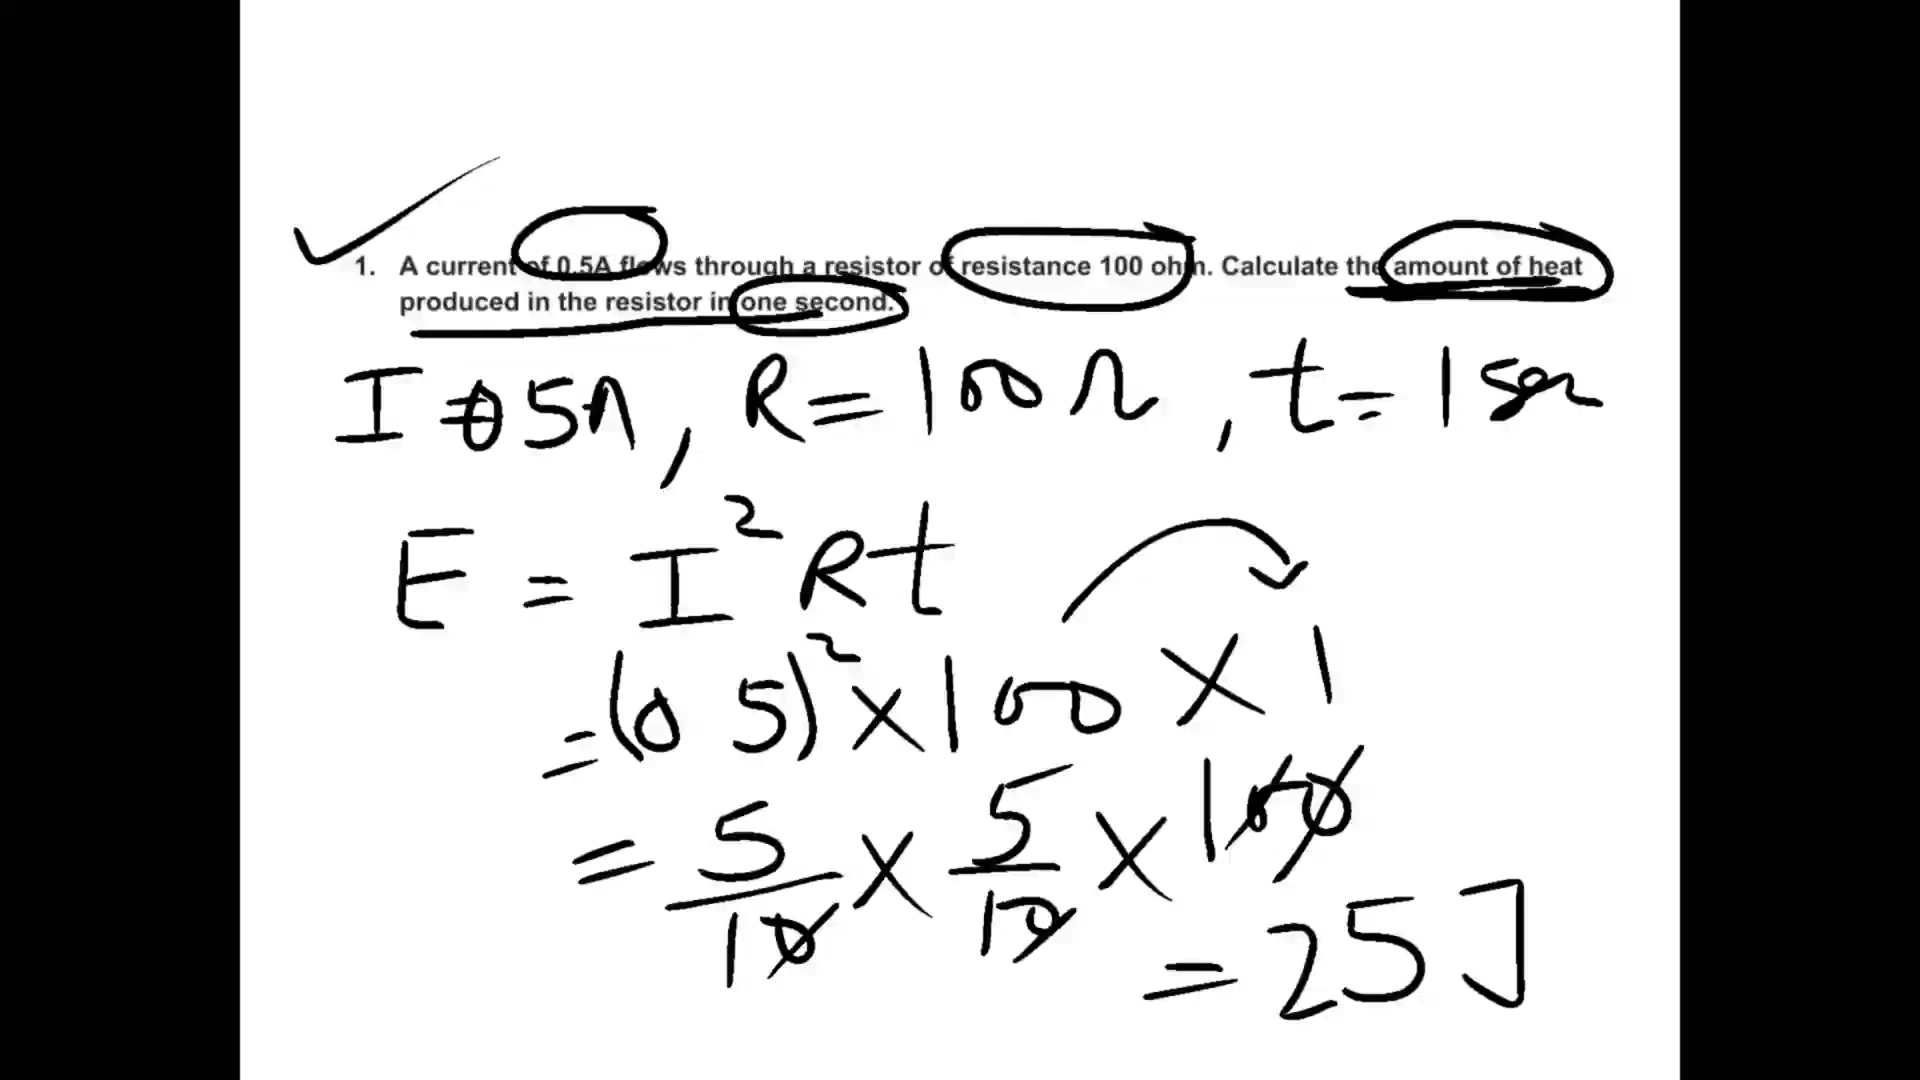 1. A current of 0.5A flows through a resistor of resistance 100 ohm. Calculate the amount of heat
produced in the resistor in one second.
I = 0 5A, R = 100 Ω, t = 1 sec
E = I² R t
= (0 5)² × 100 × 1
= 5/10 × 5/10 × 100
= 25 J